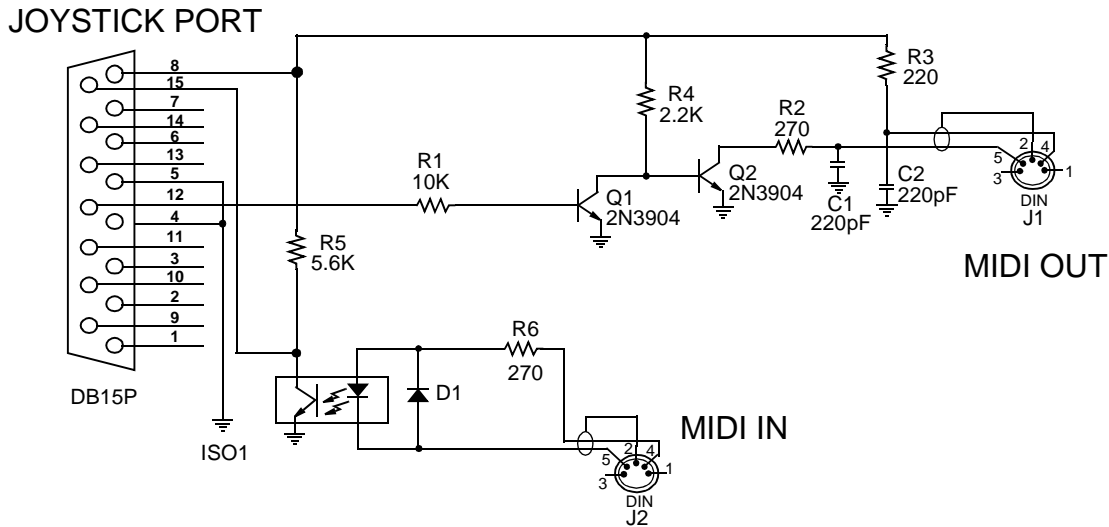 JOYSTICK PORT
8
15
7
14
6
13
5
12
4
11
3
10
2
9
1
DB15P
ISO1
R5
5.6K
R1
10K
Q1
2N3904
R4
2.2K
Q2
2N3904
R2
270
R3
220
C1
220pF
C2
220pF
5
2
4
3
1
DIN
J1
MIDI OUT
D1
R6
270
MIDI IN
5
2
4
3
1
DIN
J2